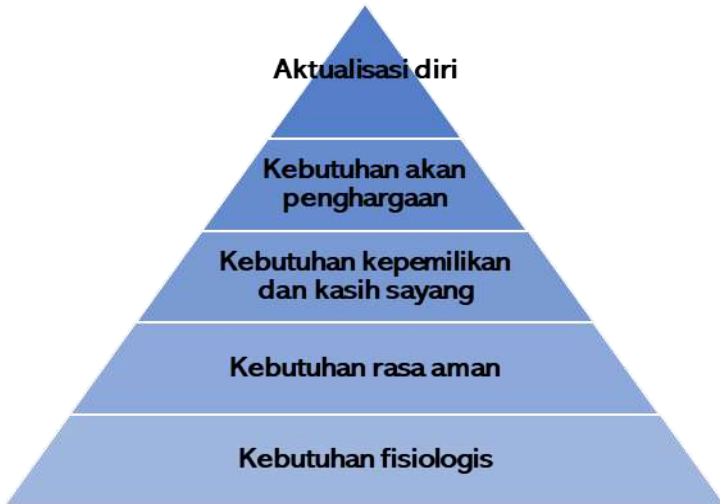 Aktualisasi diri
Kebutuhan akan
penghargaan
Kebutuhan kepemilikan
dan kasih sayang
Kebutuhan rasa aman
Kebutuhan fisiologis